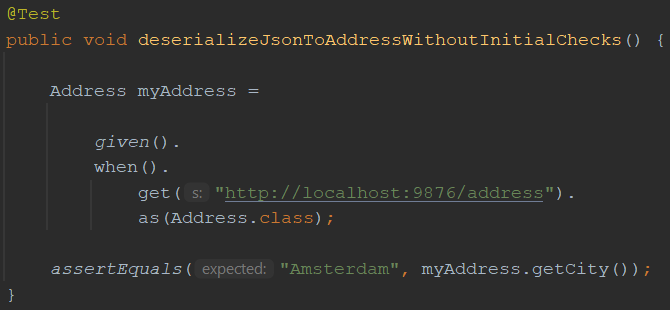 @Test
public void deserializeJsonToAddressWithoutInitialChecks() {
Address myAddress =
given().
when().
get( s: "http://localhost:9876/address").
as(Address.class);
assertEquals( expected: "Amsterdam", myAddress.getCity());
}